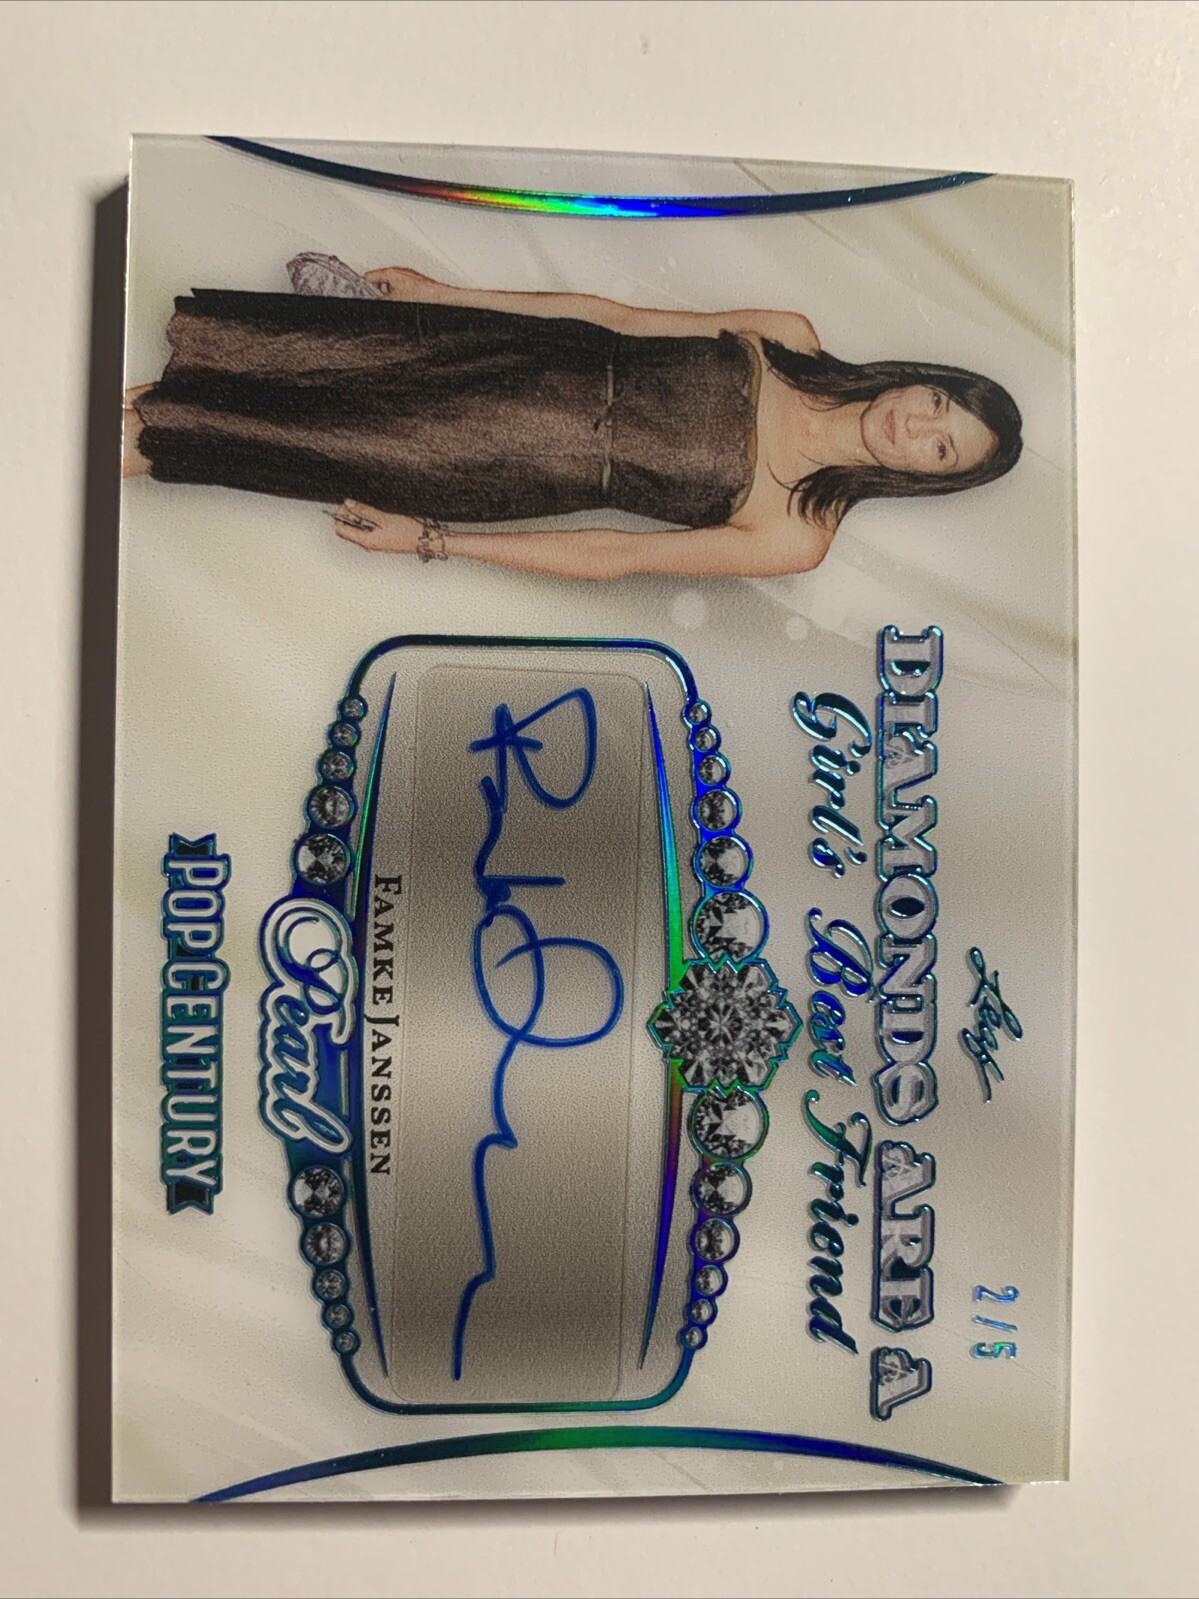 Leaf
2/5
DIAMONDS ARE A
Girl's Best Friend
FAMKE JANSSEN
Pearl
POP CENTURY